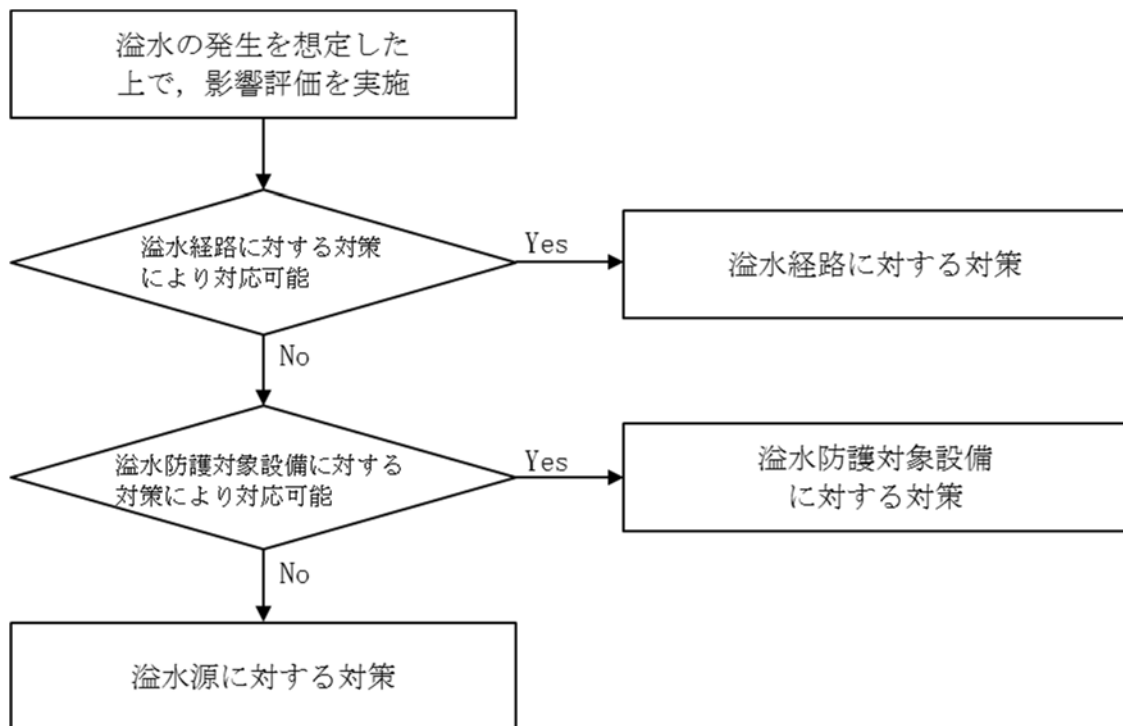 溢水の発生を想定した
上で，影響評価を実施
溢水経路に対する対策
により対応可能
Yes
溢水経路に対する対策
No
溢水防護対象設備に対する
対策により対応可能
Yes
溢水防護対象設備
に対する対策
No
溢水源に対する対策